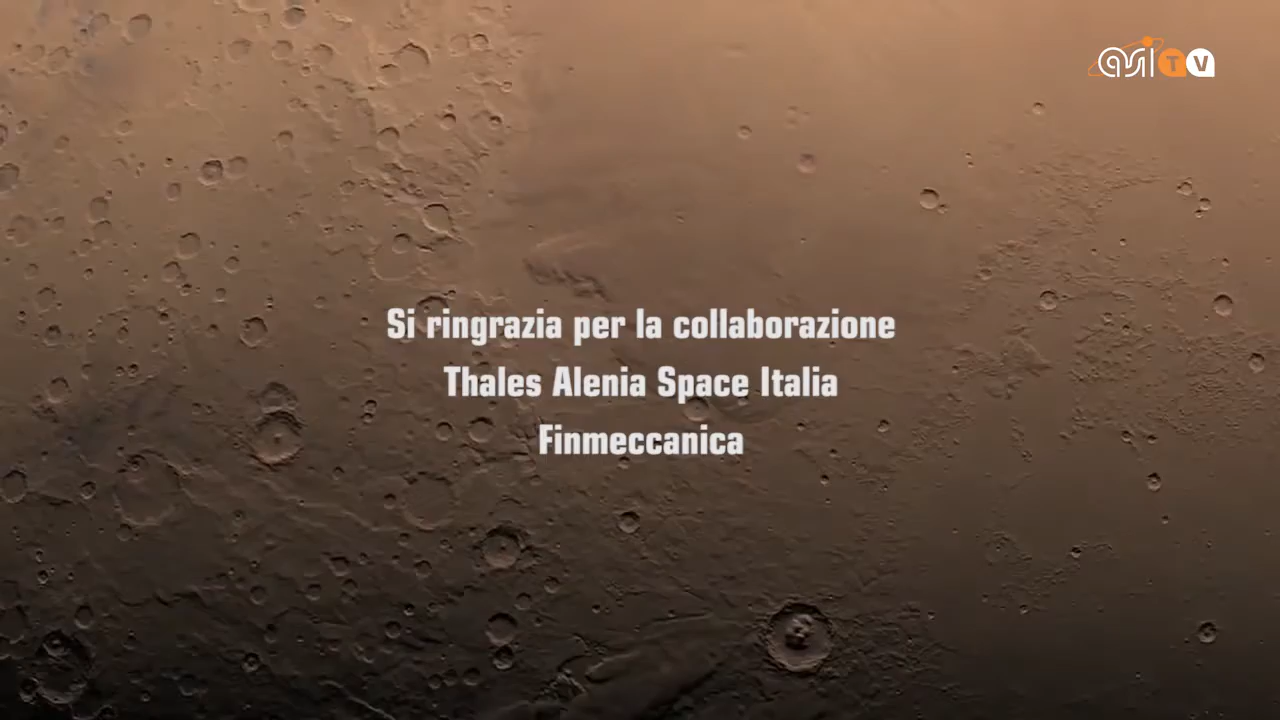 asi TV
Si ringrazia per la collaborazione
Thales Alenia Space Italia
Finmeccanica